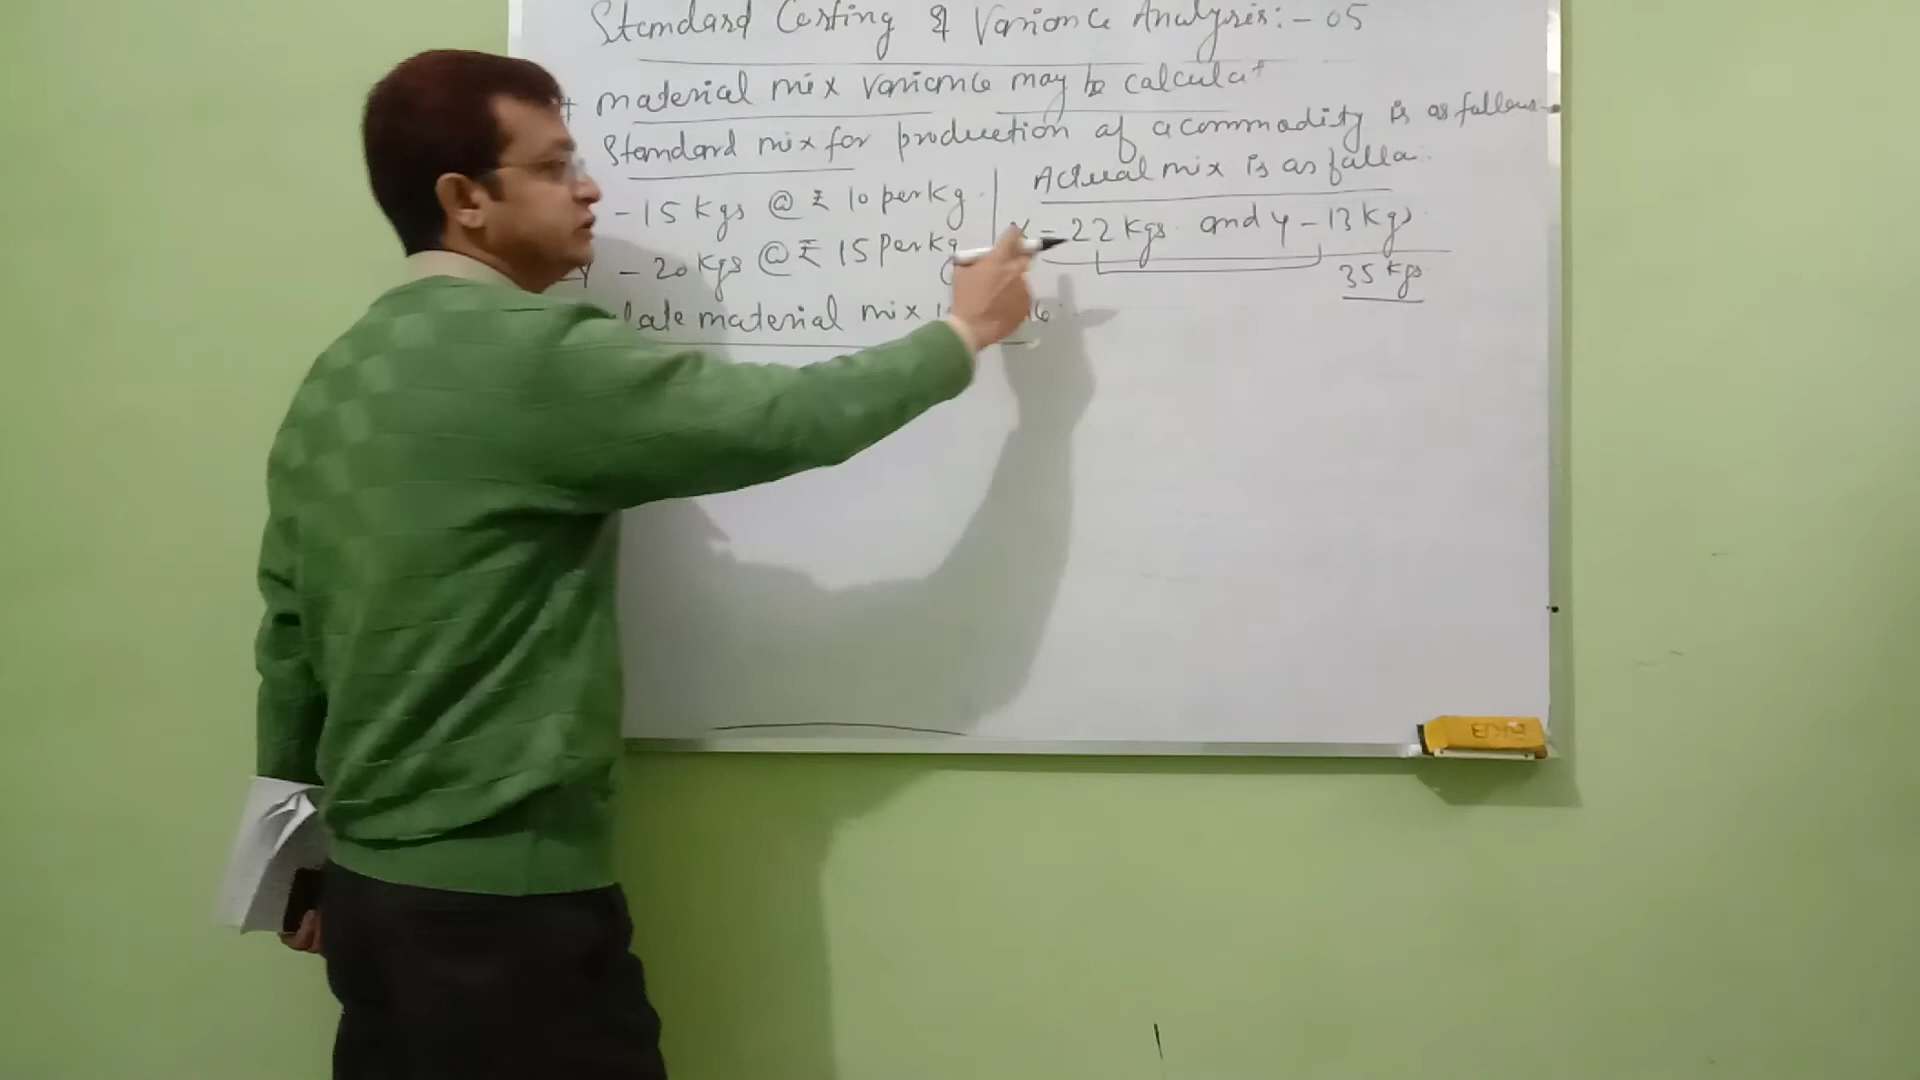 Standard Costing & Variance Analysis:- 05
material mix variance may be calculat
Standard mix for production of a commodity is as follows-
- 15 Kgs @ ₹ 10 per kg
Y - 20 Kgs @ ₹ 15 per kg
late material mix
Actual mix is as follo
X - 22 Kgs and Y - 13 Kgs
35 Kgs